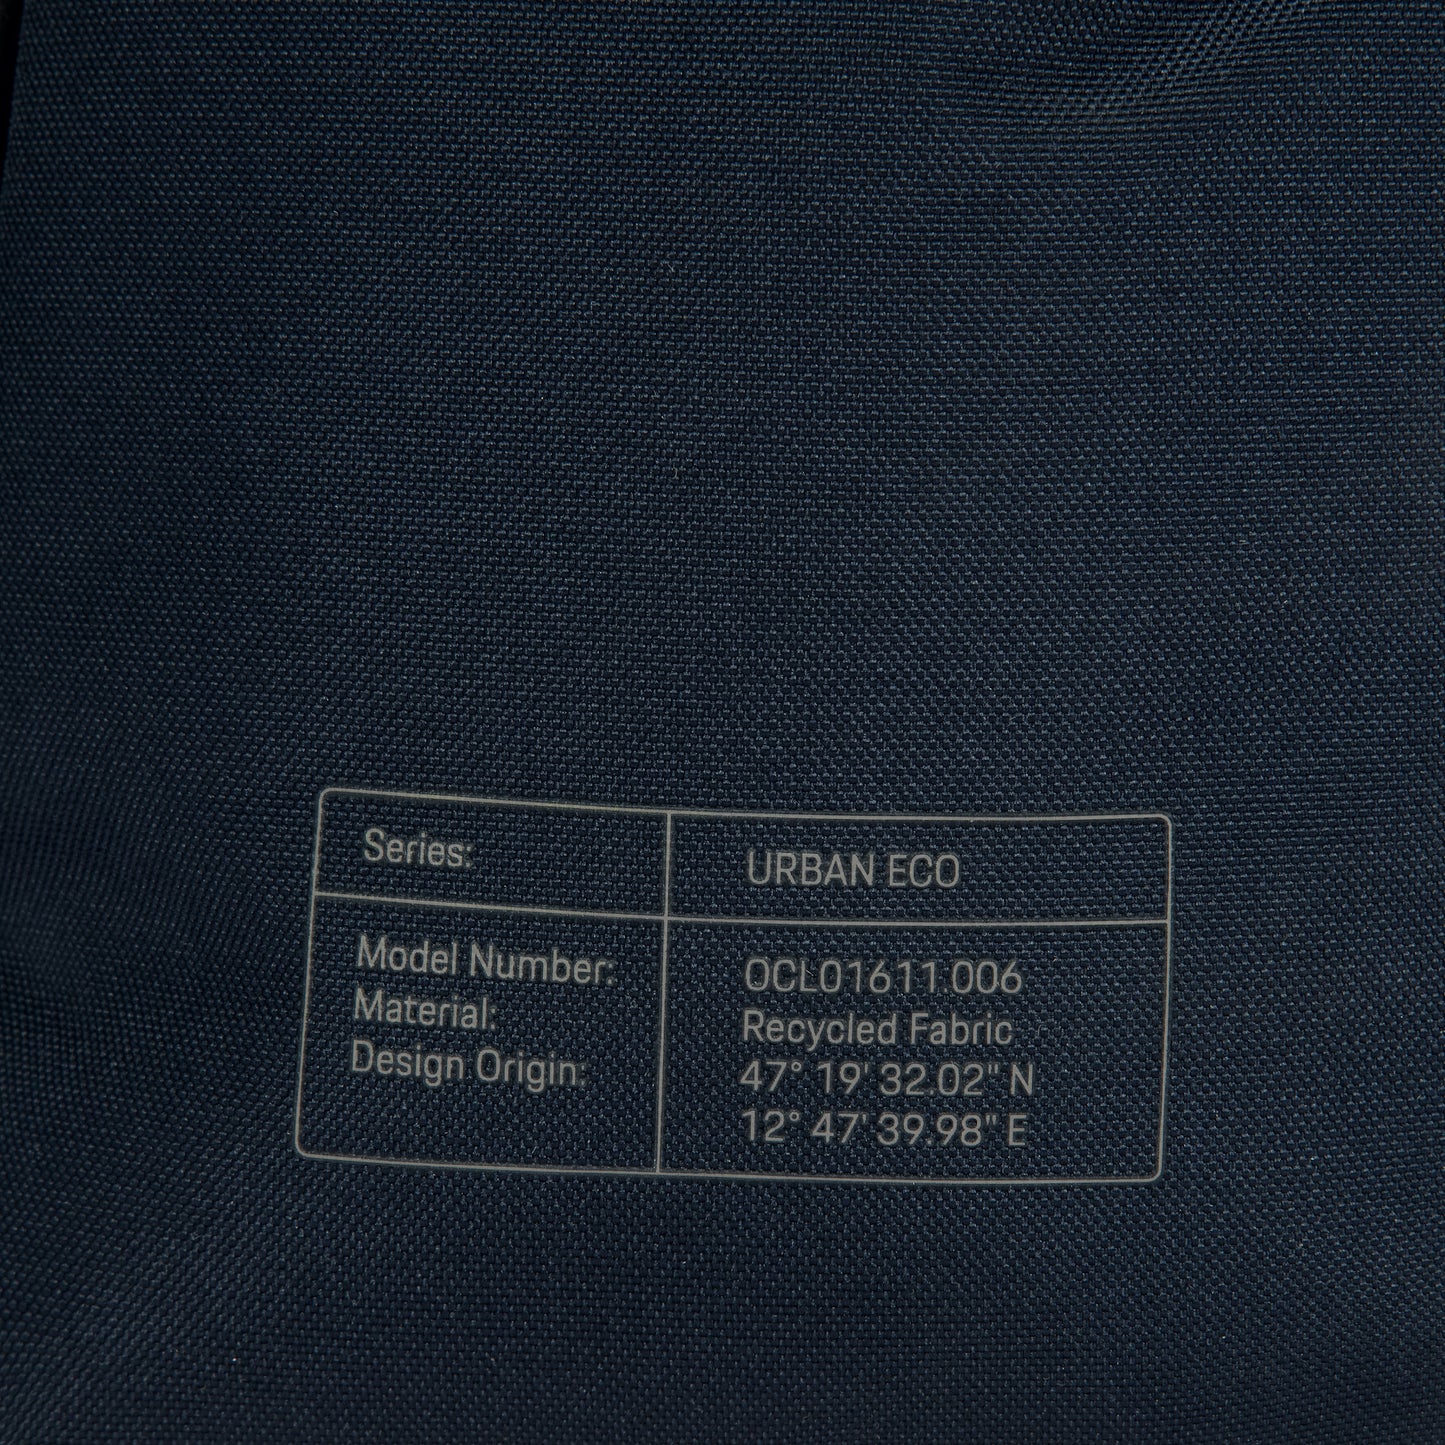 Series: URBAN ECO
Model Number: OCL01611.006
Material: Recycled Fabric
Design Origin: 47° 19' 32.02" N
12° 47' 39.98" E